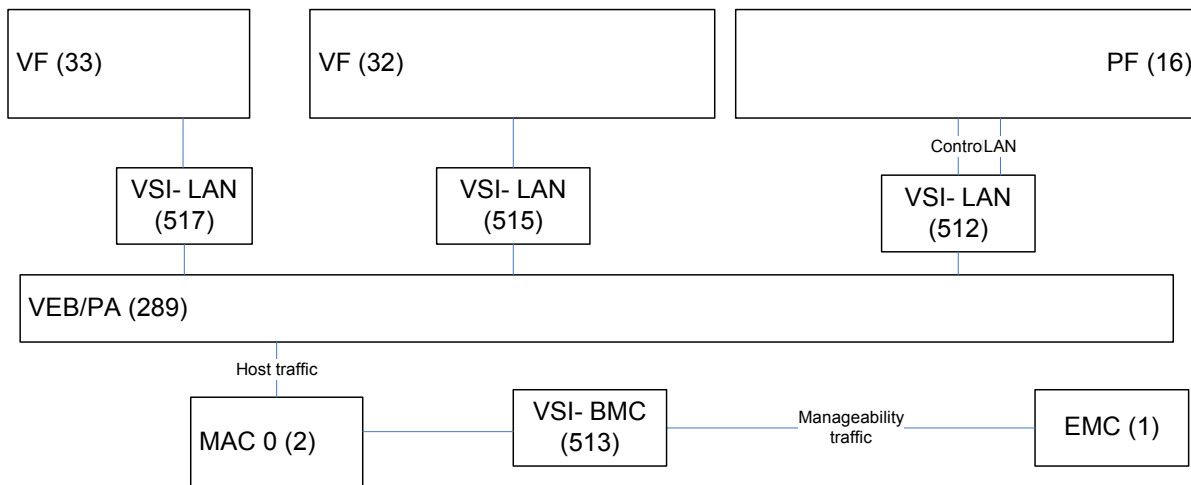 VF (33)
VF (32)
PF (16)
ControLAN
VSI- LAN
(517)
VSI- LAN
(515)
VSI- LAN
(512)
VEB/PA (289)
Host traffic
MAC 0 (2)
VSI- BMC
(513)
Manageability
traffic
EMC (1)